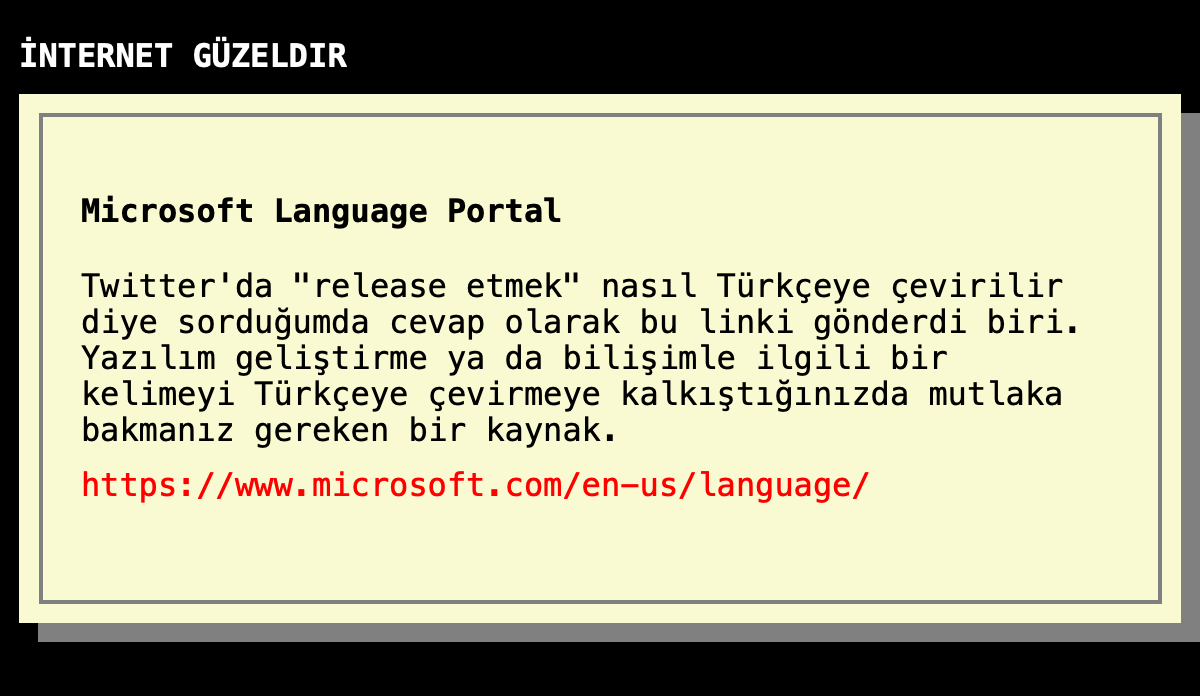 İNTERNET GÜZELDIR
Microsoft Language Portal
Twitter'da "release etmek" nasıl Türkçeye çevirilir
diye sorduğumda cevap olarak bu linki gönderdi biri.
Yazılım geliştirme ya da bilişimle ilgili bir
kelimeyi Türkçeye çevirmeye kalkıştığınızda mutlaka
bakmanız gereken bir kaynak.
https://www.microsoft.com/en-us/language/